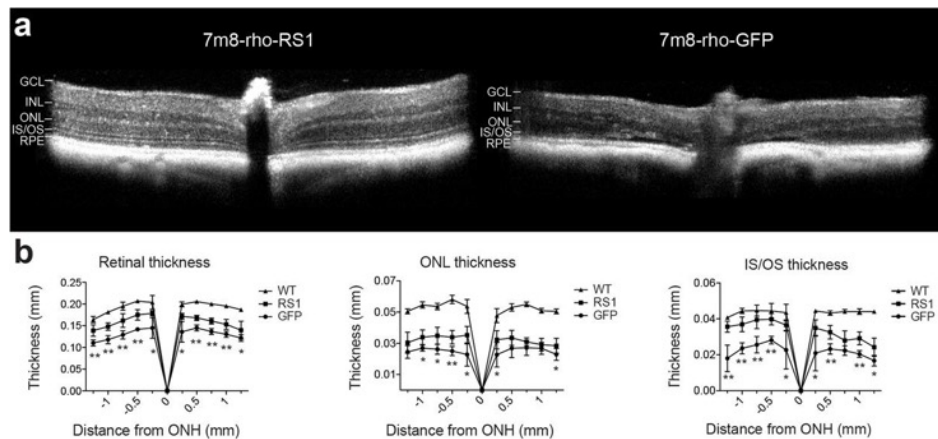 a
7m8-rho-RS1
7m8-rho-GFP
GCL
INL
ONL
IS/OS
RPE
GCL
INL
ONL
IS/OS
RPE
b
Retinal thickness
Thickness (mm)
0.25
0.20
0.15
0.10
0.05
0.00
-1
-0.5
0
0.5
1
Distance from ONH (mm)
WT
RS1
GFP
** ** ** ** * * ** ** ** *
ONL thickness
Thickness (mm)
0.07
0.05
0.03
0.01
-1
-0.5
0
0.5
1
Distance from ONH (mm)
WT
RS1
GFP
* * ** * * *
IS/OS thickness
Thickness (mm)
0.06
0.04
0.02
0.00
-1
-0.5
0
0.5
1
Distance from ONH (mm)
WT
RS1
GFP
** ** ** ** * * ** ** *